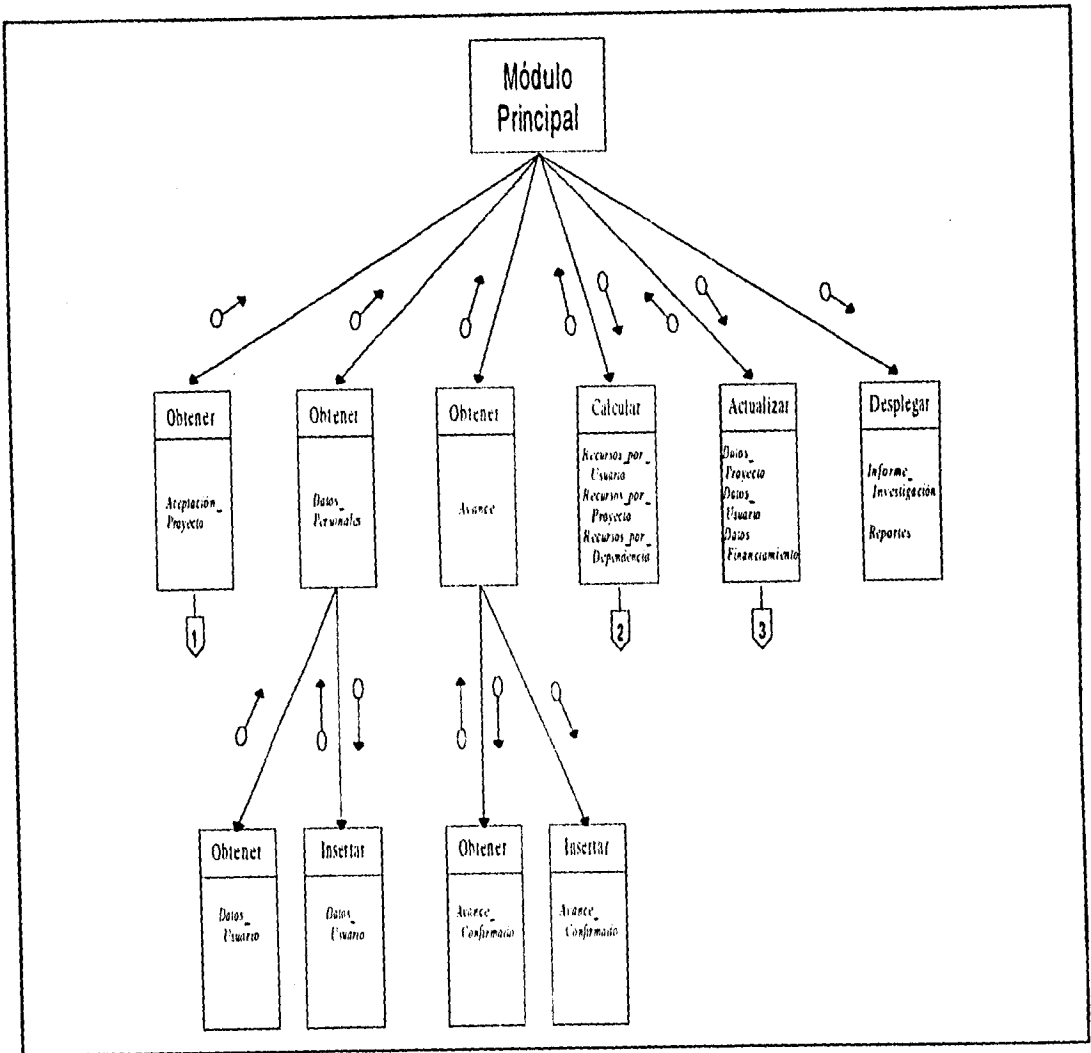 Módulo
Principal
Obtener
Aceptación_
Proyecto
1
Obtener
Datos_
Personales
Obtener
Avance
Calcular
Recursos_por_
Usuario
Recursos_por_
Proyecto
Recursos_por_
Dependencia
2
Actualizar
Datos_
Proyecto
Datos_
Usuario
Datos
Financiamiento
3
Desplegar
Informe_
Investigación
Reportes
Obtener
Datos_
Usuario
Insertar
Datos_
Usuario
Obtener
Avance_
Confirmado
Insertar
Avance_
Confirmado